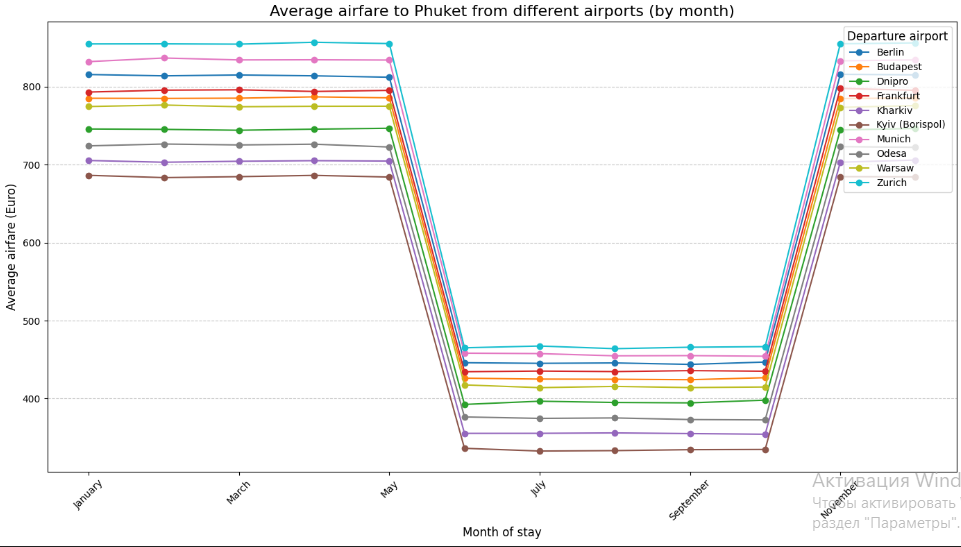 Average airfare to Phuket from different airports (by month)
Departure airport
Berlin
Budapest
Dnipro
Frankfurt
Kharkiv
Kyiv (Borispol)
Munich
Odesa
Warsaw
Zurich
Average airfare (Euro)
800
700
600
500
400
January
March
May
July
September
November
Month of stay
Активация Wind
Чтобы активировать
раздел "Параметры".